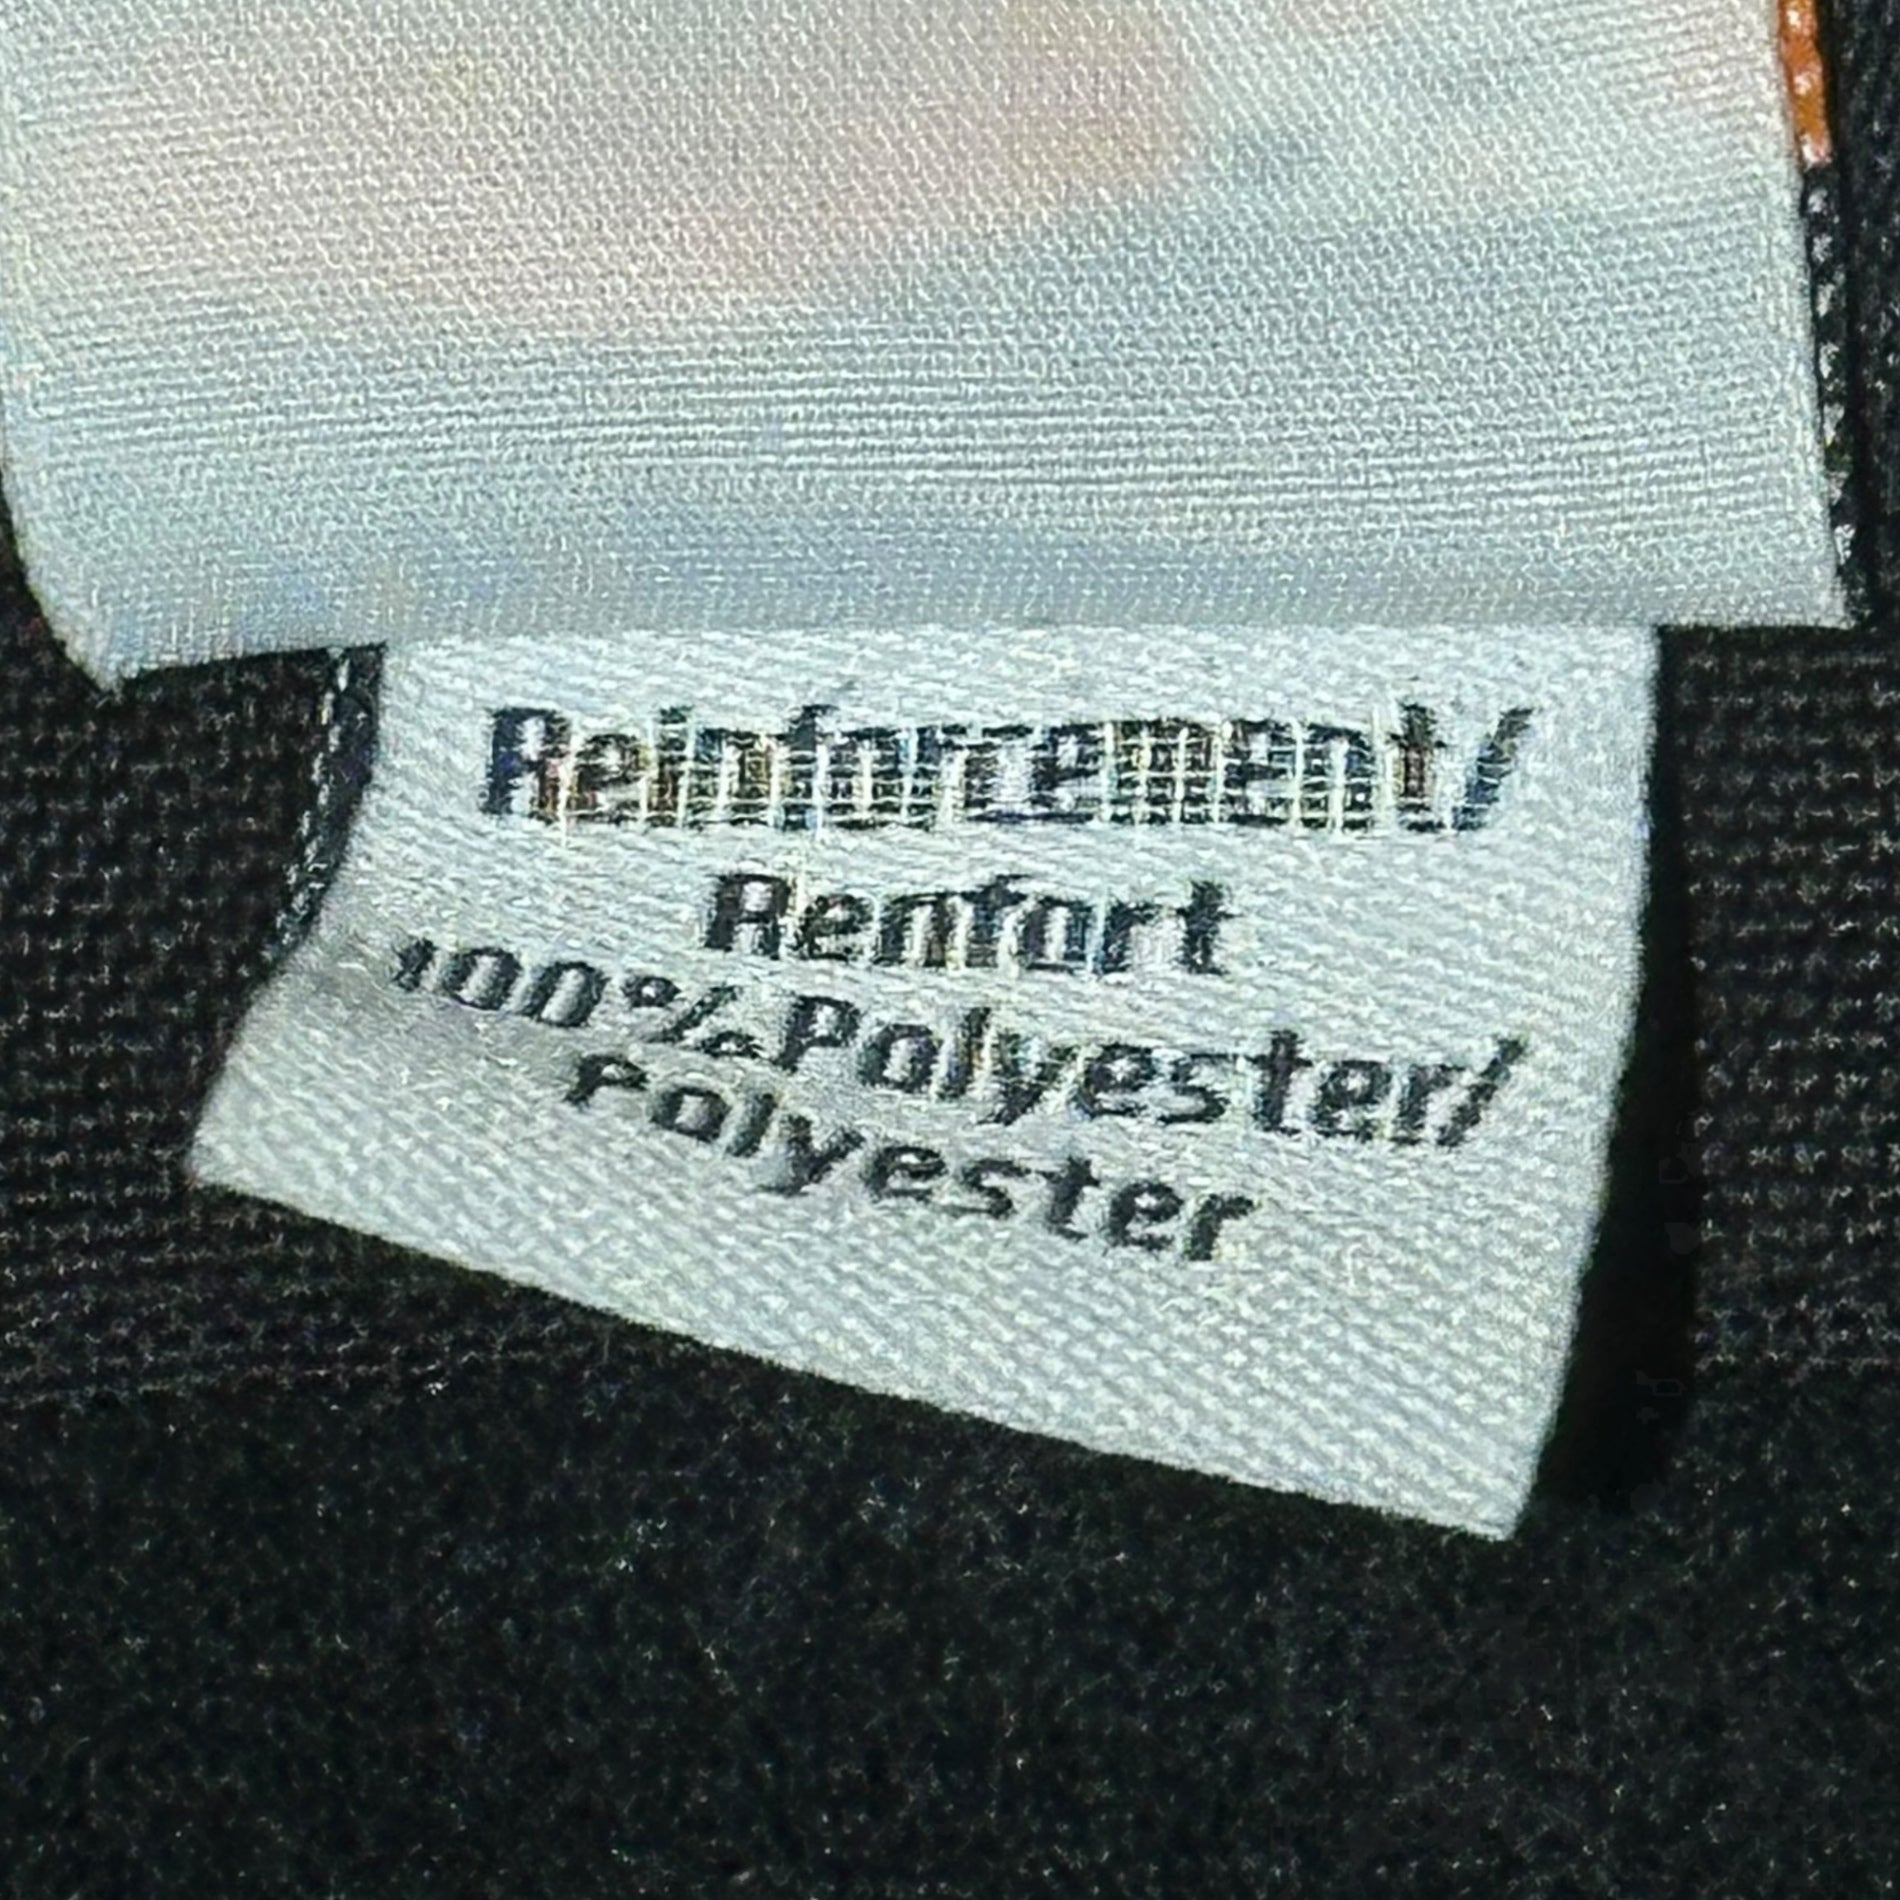 Reinforcement/
Renfort
100%Polyester/
Polyester